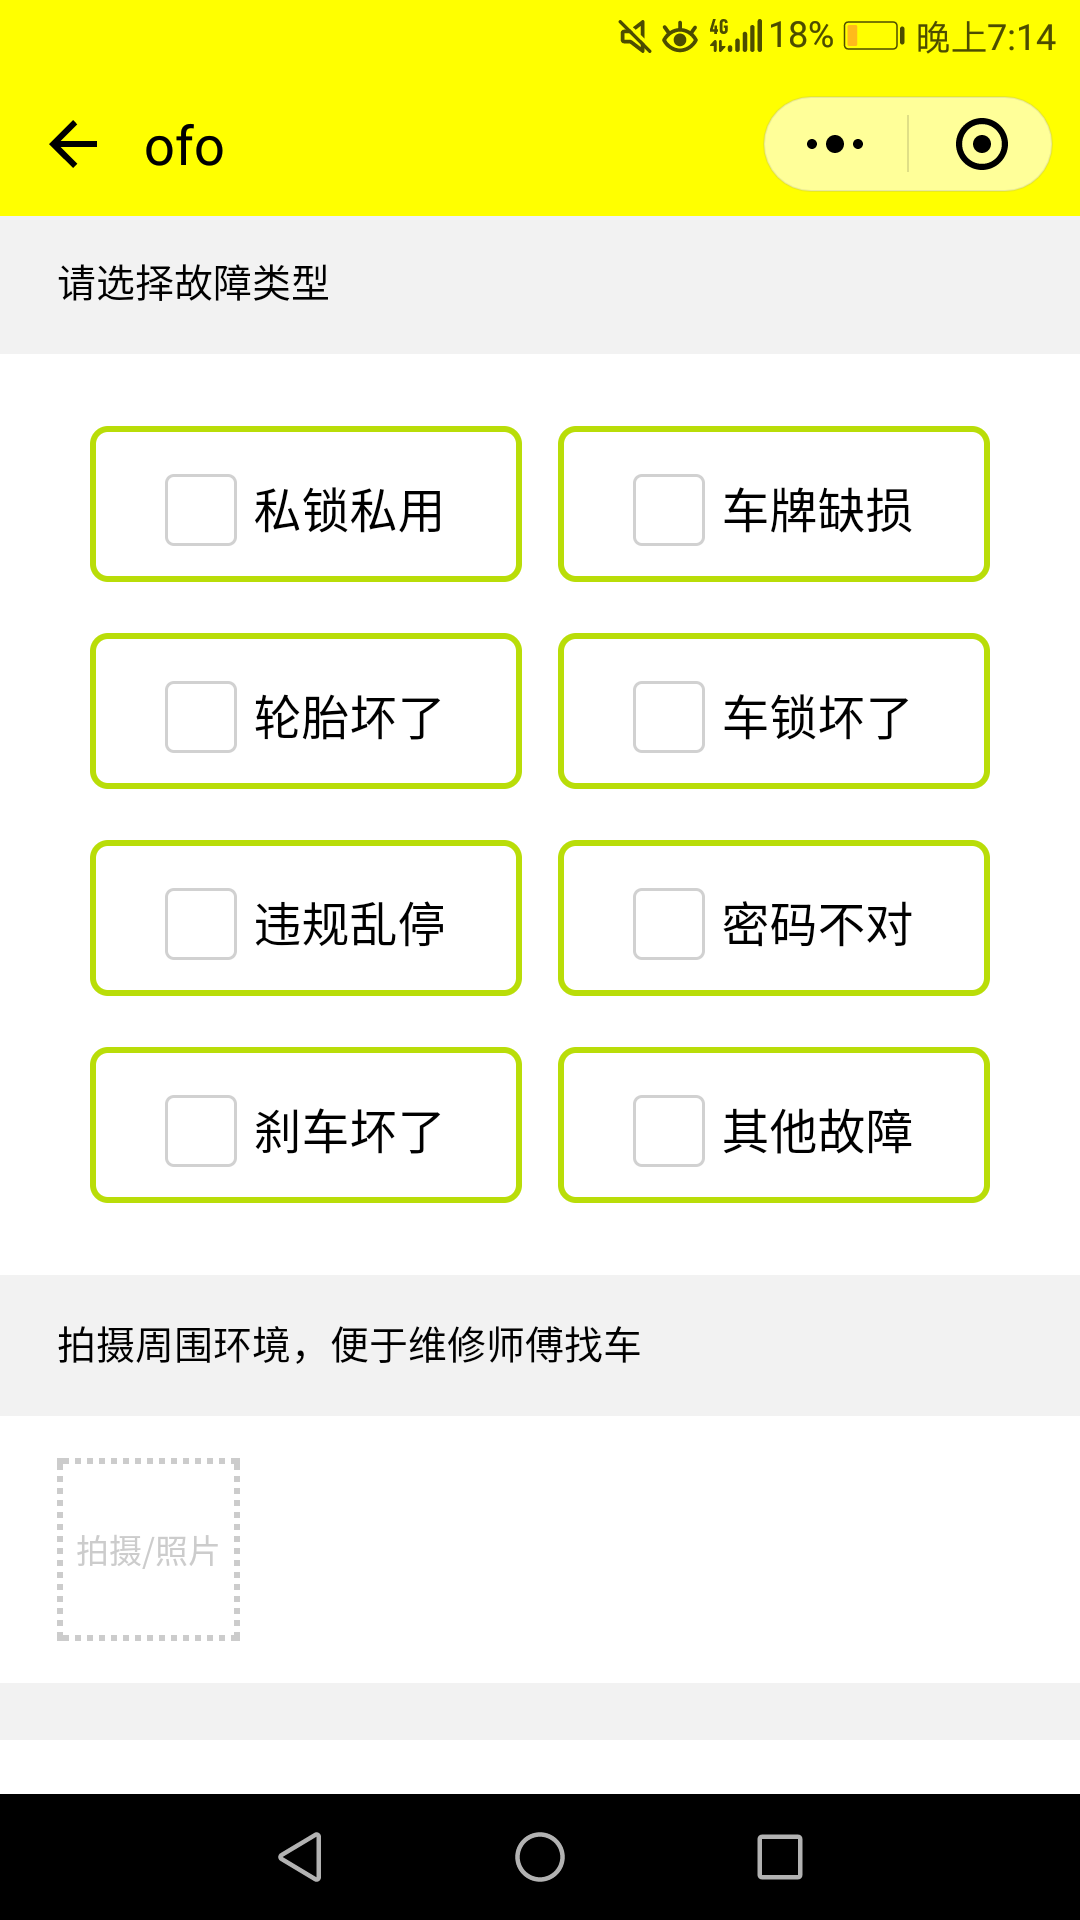 4G 18% 晚上7:14
ofo
请选择故障类型
私锁私用 车牌缺损
轮胎坏了 车锁坏了
违规乱停 密码不对
刹车坏了 其他故障
拍摄周围环境，便于维修师傅找车
拍摄/照片